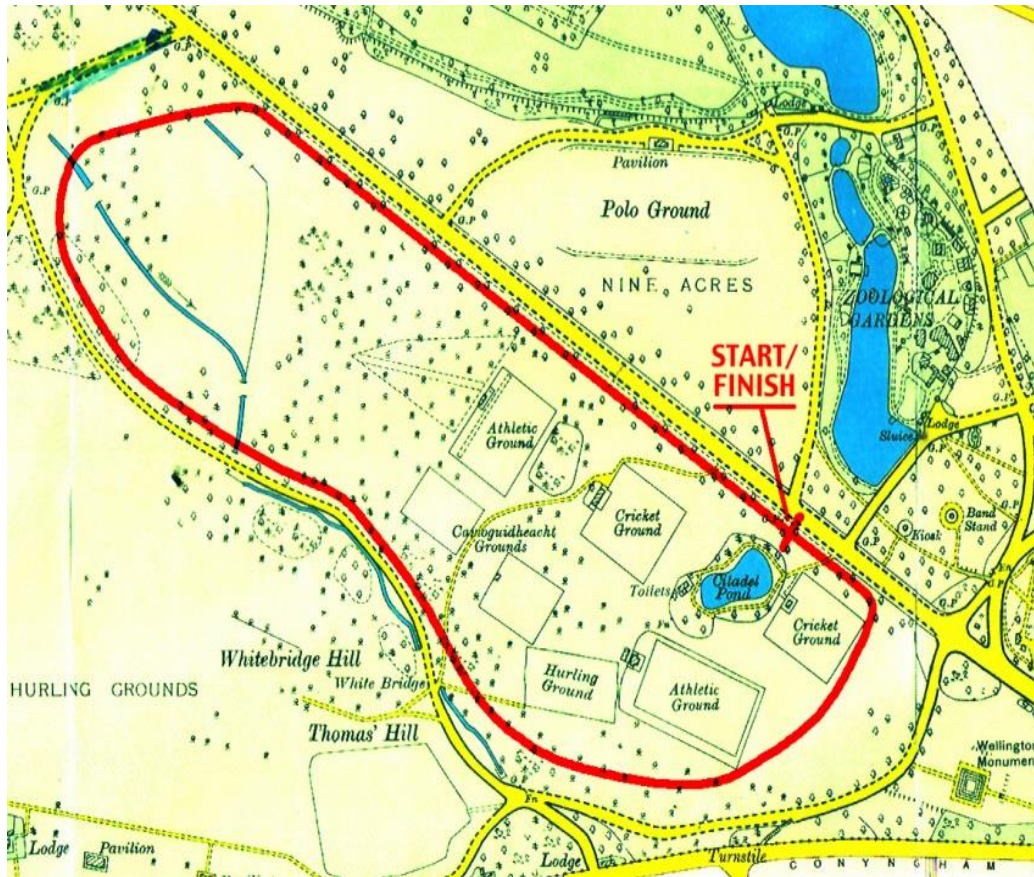 G.P
Lodge
G.P
G.P
Pavilion
G.P
G.P
Polo Ground
G.P
NINE ACRES
ZOOLOGICAL
GARDENS
START/
FINISH
G.P
Lodge
Sluice
G.P
Athletic
Ground
G.P
Band
Stand
Cricket
Ground
Kiosk
G.P
Camoguidheacht
Grounds
Citadel
Pond
Toilets
Fn
G.P
Cricket
Ground
Whitebridge Hill
Hurling
Ground
White Bridge
Athletic
Ground
HURLING GROUNDS
Thomas' Hill
Wellington
Monument
Fn
Lodge
Pavilion
Lodge
Turnstile
CONYNGHAM